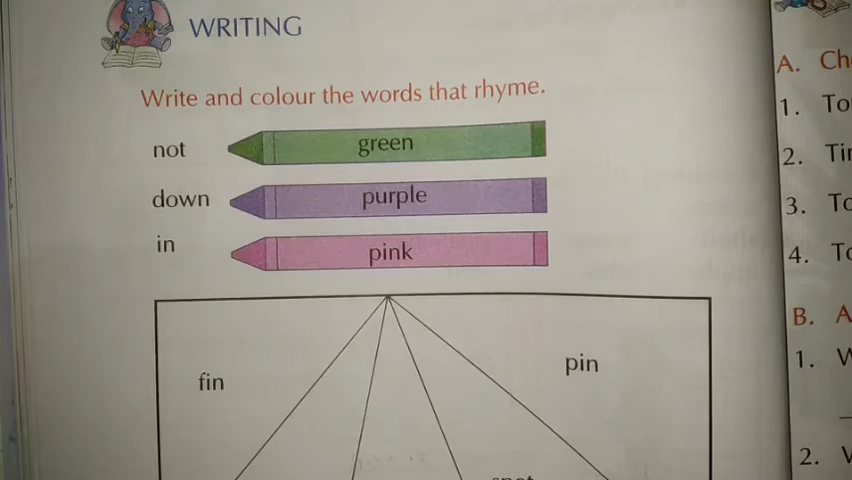 WRITING
Write and colour the words that rhyme.
not green
down purple
in pink
fin
pin
A.
1.
2.
3.
4.
B. A
1.
2.